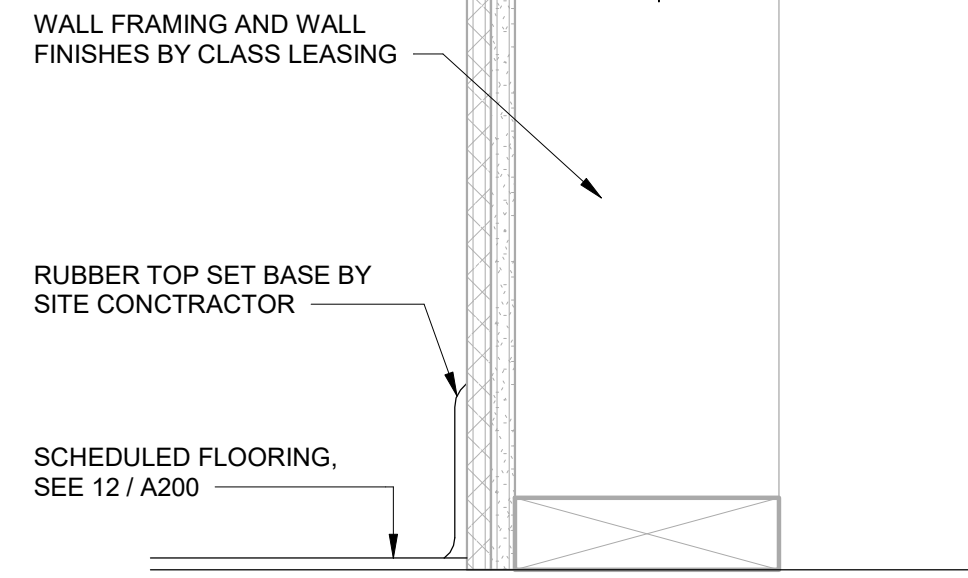 WALL FRAMING AND WALL
FINISHES BY CLASS LEASING
RUBBER TOP SET BASE BY
SITE CONCTRACTOR
SCHEDULED FLOORING,
SEE 12 / A200